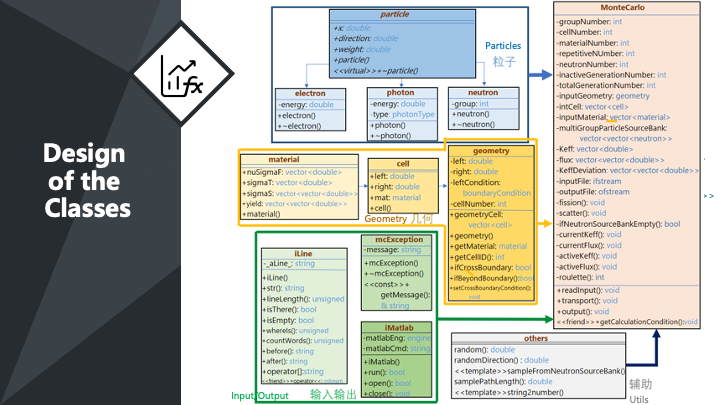 Design
of the
Classes
fx
particle
+x: double
+direction: double
+weight: double
+particle()
<<virtual>>+~particle()
Particles
粒子
electron
-energy: double
+electron()
+~electron()
photon
-energy: double
-type: photonType
+photon()
+~photon()
neutron
-group: int
+neutron()
+~neutron()
material
+nuSigmaF: vector<double>
+sigmaT: vector<double>
+sigmaS: vector<vector<double>>
+yield: vector<vector<double>>
+material()
cell
+left: double
+right: double
+mat: material
+cell()
Geometry 几何
geometry
-left: double
-right: double
-leftCondition:
boundaryCondition
-cellNumber: int
+geometryCell:
vector<cell>
+geometry()
+getMaterial: material
+getCellID(): int
+ifCrossBoundary: bool
+ifBeyondBoundary():bool
+setCrossBoundaryCondition():
void
iLine
-_aLine_: string
+iLine()
+str(): string
+lineLength(): unsigned
+isThere(): bool
+isEmpty: bool
+whereIs: unsigned
+countWords(): unsigned
+before(): string
+after(): string
+operator[]:string
<<friend>>+operator<<: ostream
mcException
-message: string
+mcException()
+~mcException()
<<const>>+
getMessage():
& string
iMatlab
-matlabEng: engine
-matlabCmd: string
+iMatlab()
+run(): bool
+open(): bool
+close(): void
Input/Output 输入输出
MonteCarlo
-groupNumber: int
-cellNumber: int
-materialNumber: int
-repetitiveNUmber: int
-neutronNumber: int
-inactiveGenerationNumber: int
-totalGenerationNumber: int
-inputGeometry: geometry
-intCell: vector<cell>
-inputMaterial: vector<material>
-multiGroupParticleSourceBank:
vector<vector<neutron>>
-Keff: vector<double>
-flux: vector<vector<double>>
-KeffDeviation: vector<vector<double>>
-inputFile: ifstream
-outputFile: ofstream
-fission(): void
-scatter(): void
-ifNeutronSourceBankEmpty(): bool
-currentKeff(): void
-currentFlux(): void
-activeKeff(): void
-activeFlux(): void
-roulette(): int
+readInput(): void
+transport(): void
+output(): void
<<friend>>+getCalculationCondition():void
>>
others
random(): double
randomDirection() : double
<<template>>sampleFromNeutronSourceBank()
samplePathLength(): double
<<template>>string2number()
辅助
Utils